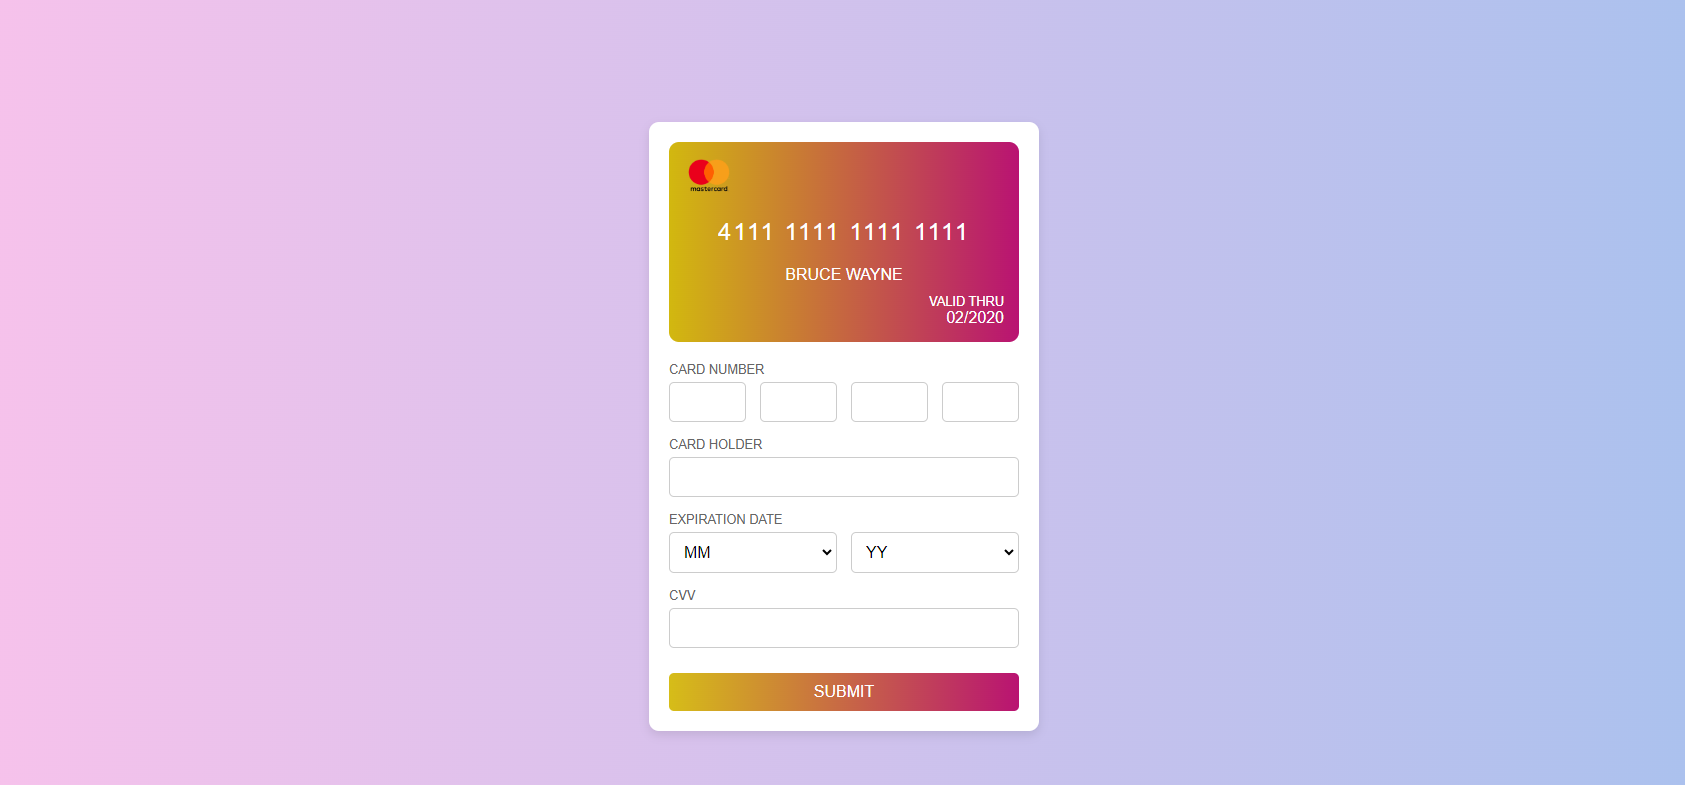 mastercard
4111 1111 1111 1111
BRUCE WAYNE
VALID THRU
02/2020
CARD NUMBER
CARD HOLDER
EXPIRATION DATE
MM YY
CVV
SUBMIT